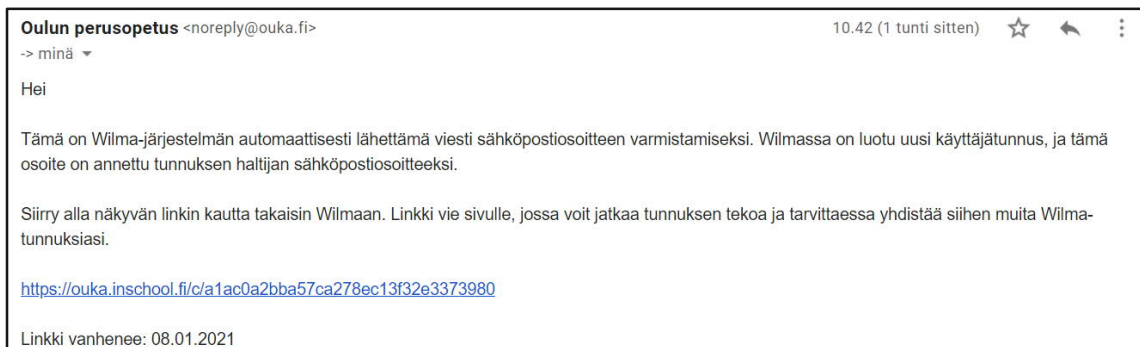 Oulun perusopetus <noreply@ouka.fi> 10.42 (1 tunti sitten)
-> minä
Hei
Tämä on Wilma-järjestelmän automaattisesti lähettämä viesti sähköpostiosoitteen varmistamiseksi. Wilmassa on luotu uusi käyttäjätunnus, ja tämä
osoite on annettu tunnuksen haltijan sähköpostiosoitteeksi.
Siirry alla näkyvän linkin kautta takaisin Wilmaan. Linkki vie sivulle, jossa voit jatkaa tunnuksen tekoa ja tarvittaessa yhdistää siihen muita Wilma-
tunnuksiasi.
https://ouka.inschool.fi/c/a1ac0a2bba57ca278ec13f32e3373980
Linkki vanhenee: 08.01.2021